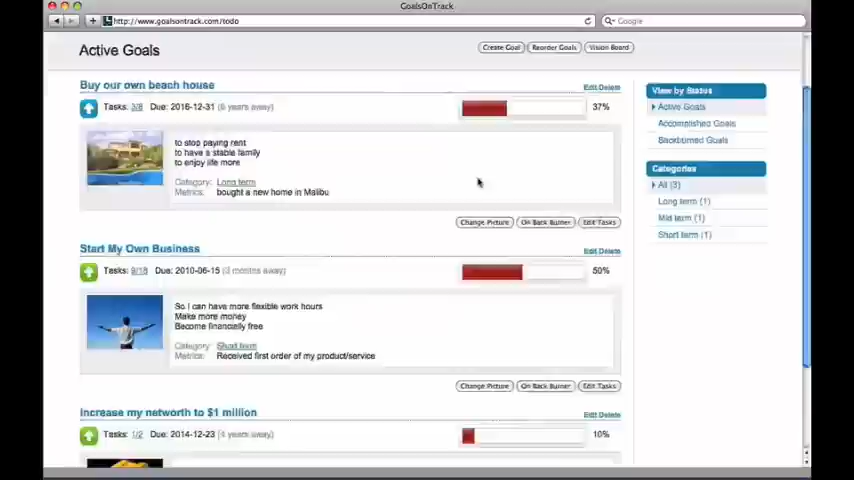 GoalsOnTrack
http://www.goalsontrack.com/todo
Google
Active Goals
Create Goal Reorder Goals Vision Board
Buy our own beach house
Edit Delete
Tasks: 3/8 Due: 2016-12-31 (6 years away)
37%
to stop paying rent
to have a stable family
to enjoy life more
Category: Long term
Metrics: bought a new home in Malibu
Change Picture On Back Burner Edit Tasks
Start My Own Business
Edit Delete
Tasks: 9/18 Due: 2010-06-15 (3 months away)
50%
So I can have more flexible work hours
Make more money
Become financially free
Category: Short term
Metrics: Received first order of my product/service
Change Picture On Back Burner Edit Tasks
Increase my networth to $1 million
Edit Delete
Tasks: 1/2 Due: 2014-12-23 (4 years away)
10%
View by Status
Active Goals
Accomplished Goals
Backburned Goals
Categories
All (3)
Long term (1)
Mid term (1)
Short term (1)